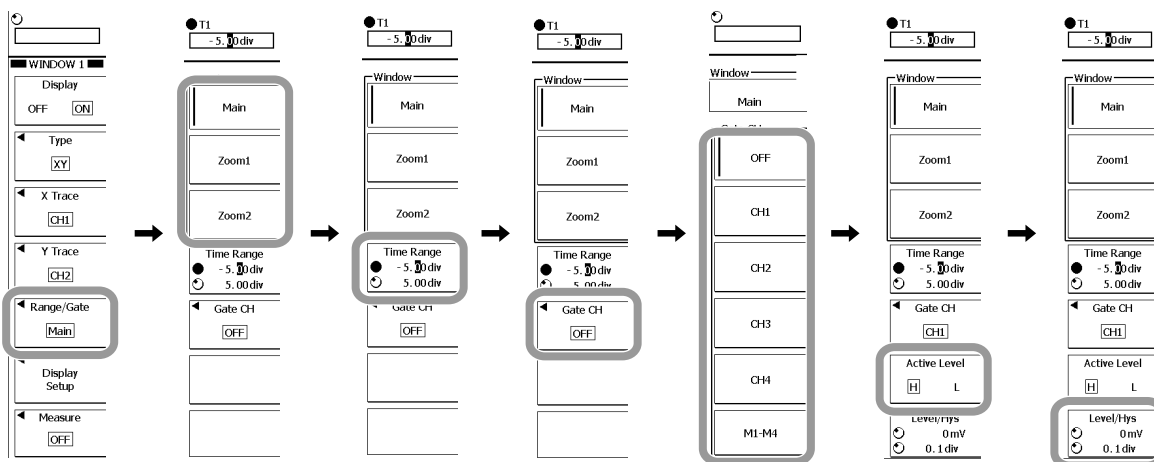 WINDOW 1
Display
OFF ON
Type
XY
X Trace
CH1
Y Trace
CH2
Range/Gate
Main
Display
Setup
Measure
OFF
T1
-5.00div
Main
Zoom1
Zoom2
Time Range
-5.00div
5.00div
Gate CH
OFF
T1
-5.00div
Window
Main
Zoom1
Zoom2
Time Range
-5.00div
5.00div
Gate CH
OFF
T1
-5.00div
Window
Main
Zoom1
Zoom2
Time Range
-5.00div
5.00div
Gate CH
OFF
Window
Main
OFF
CH1
CH2
CH3
CH4
M1-M4
T1
-5.00div
Window
Main
Zoom1
Zoom2
Time Range
-5.00div
5.00div
Gate CH
CH1
Active Level
H L
Level/Hys
0mV
0.1div
T1
-5.00div
Window
Main
Zoom1
Zoom2
Time Range
-5.00div
5.00div
Gate CH
CH1
Active Level
H L
Level/Hys
0mV
0.1div